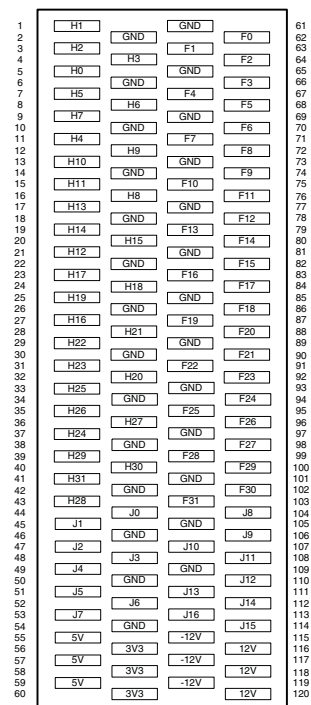 1 H1 GND 61
2 GND F0 62
3 H2 F1 63
4 H3 F2 64
5 H0 GND 65
6 GND F3 66
7 H5 F4 67
8 H6 F5 68
9 H7 GND 69
10 GND F6 70
11 H4 F7 71
12 H9 F8 72
13 H10 GND 73
14 GND F9 74
15 H11 F10 75
16 H8 F11 76
17 H13 GND 77
18 GND F12 78
19 H14 F13 79
20 H15 F14 80
21 H12 GND 81
22 GND F15 82
23 H17 F16 83
24 H18 F17 84
25 H19 GND 85
26 GND F18 86
27 H16 F19 87
28 H21 F20 88
29 H22 GND 89
30 GND F21 90
31 H23 F22 91
32 H20 F23 92
33 H25 GND 93
34 GND F24 94
35 H26 F25 95
36 H27 F26 96
37 H24 GND 97
38 GND F27 98
39 H29 F28 99
40 H30 F29 100
41 H31 GND 101
42 GND F30 102
43 H28 F31 103
44 J0 J8 104
45 J1 GND 105
46 GND J9 106
47 J2 J10 107
48 J3 J11 108
49 J4 GND 109
50 GND J12 110
51 J5 J13 111
52 J6 J14 112
53 J7 J16 113
54 GND J15 114
55 5V -12V 115
56 3V3 12V 116
57 5V -12V 117
58 3V3 12V 118
59 5V -12V 119
60 3V3 12V 120